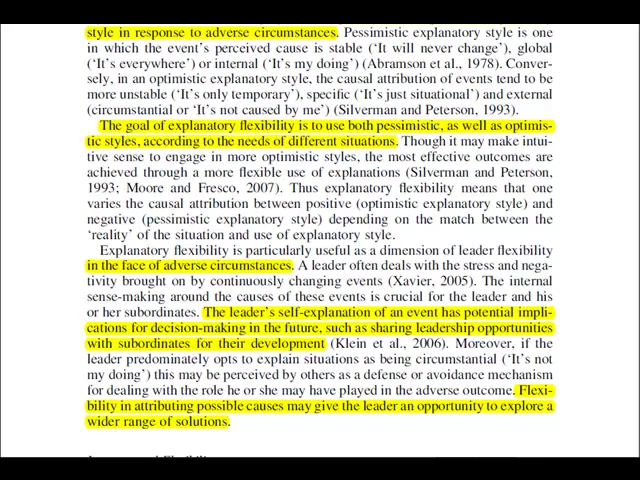 style in response to adverse circumstances. Pessimistic explanatory style is one
in which the event's perceived cause is stable ('It will never change'), global
('It's everywhere') or internal ('It's my doing') (Abramson et al., 1978). Conver-
sely, in an optimistic explanatory style, the causal attribution of events tend to be
more unstable ('It's only temporary'), specific ('It's just situational') and external
(circumstantial or 'It's not caused by me') (Silverman and Peterson, 1993).
The goal of explanatory flexibility is to use both pessimistic, as well as optimis-
tic styles, according to the needs of different situations. Though it may make intui-
tive sense to engage in more optimistic styles, the most effective outcomes are
achieved through a more flexible use of explanations (Silverman and Peterson,
1993; Moore and Fresco, 2007). Thus explanatory flexibility means that one
varies the causal attribution between positive (optimistic explanatory style) and
negative (pessimistic explanatory style) depending on the match between the
'reality' of the situation and use of explanatory style.
Explanatory flexibility is particularly useful as a dimension of leader flexibility
in the face of adverse circumstances. A leader often deals with the stress and nega-
tivity brought on by continuously changing events (Xavier, 2005). The internal
sense-making around the causes of these events is crucial for the leader and his
or her subordinates. The leader's self-explanation of an event has potential impli-
cations for decision-making in the future, such as sharing leadership opportunities
with subordinates for their development (Klein et al., 2006). Moreover, if the
leader predominately opts to explain situations as being circumstantial ('It's not
my doing') this may be perceived by others as a defense or avoidance mechanism
for dealing with the role he or she may have played in the adverse outcome. Flexi-
bility in attributing possible causes may give the leader an opportunity to explore a
wider range of solutions.